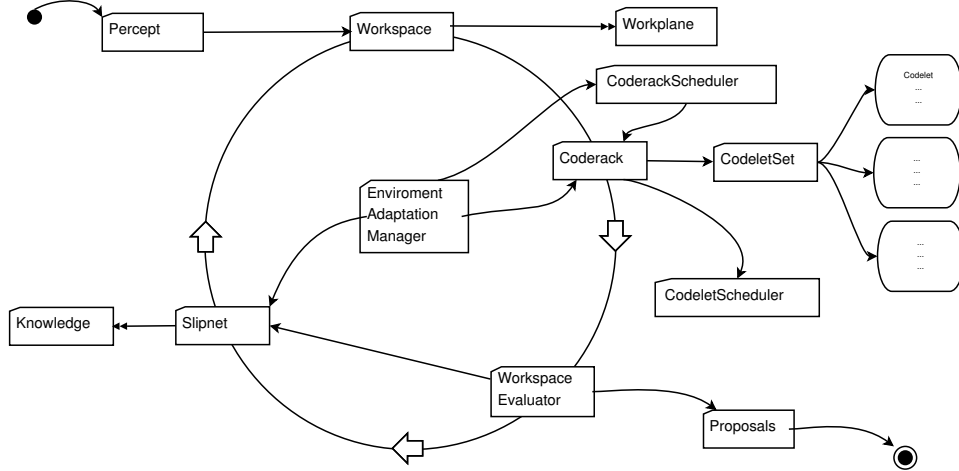 Percept
Workspace
Workplane
CoderackScheduler
Codelet
...
...
Coderack
CodeletSet
...
...
...
Enviroment
Adaptation
Manager
...
...
...
CodeletScheduler
Knowledge
Slipnet
Workspace
Evaluator
Proposals